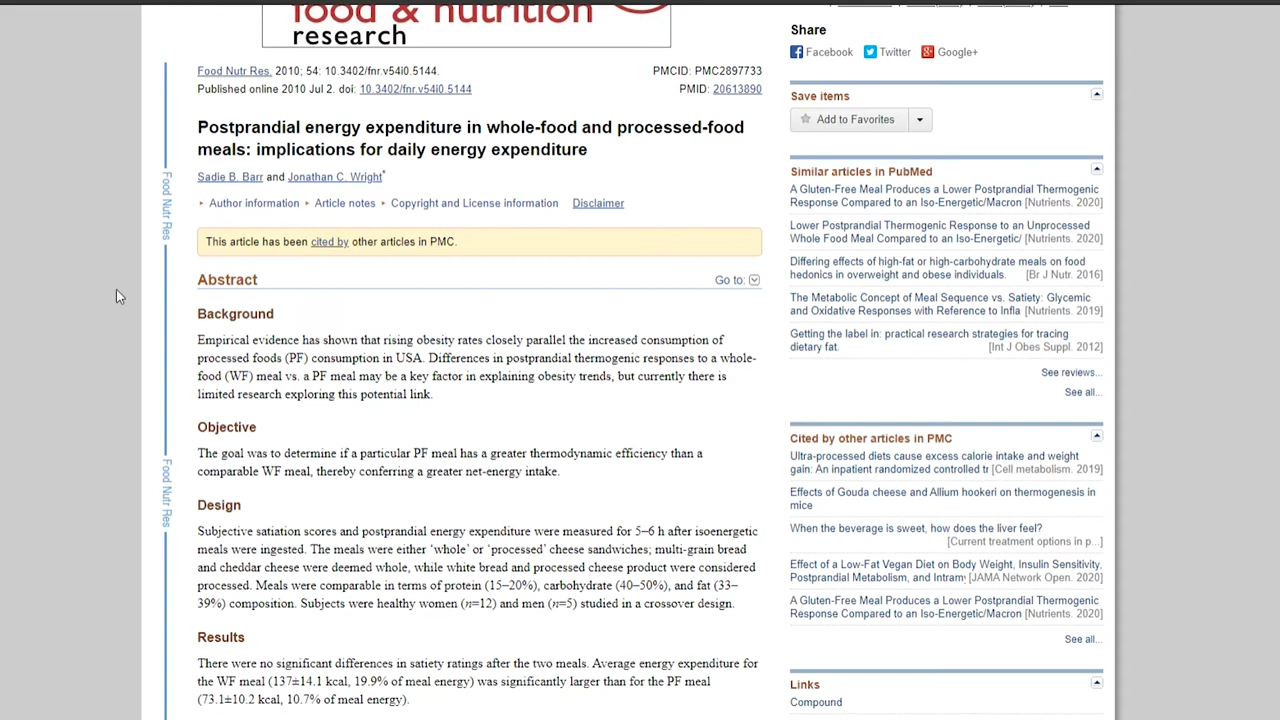 food & nutrition
research
Food Nutr Res. 2010; 54: 10.3402/fnr.v54i0.5144.
PMCID: PMC2897733
Published online 2010 Jul 2. doi: 10.3402/fnr.v54i0.5144
PMID: 20613890
Postprandial energy expenditure in whole-food and processed-food
meals: implications for daily energy expenditure
Sadie B. Barr and Jonathan C. Wright*
Author information
Article notes
Copyright and License information
Disclaimer
This article has been cited by other articles in PMC.
Abstract
Go to:
Background
Empirical evidence has shown that rising obesity rates closely parallel the increased consumption of
processed foods (PF) consumption in USA. Differences in postprandial thermogenic responses to a whole-
food (WF) meal vs. a PF meal may be a key factor in explaining obesity trends, but currently there is
limited research exploring this potential link.
Objective
The goal was to determine if a particular PF meal has a greater thermodynamic efficiency than a
comparable WF meal, thereby conferring a greater net-energy intake.
Design
Subjective satiation scores and postprandial energy expenditure were measured for 5–6 h after isoenergetic
meals were ingested. The meals were either ‘whole’ or ‘processed’ cheese sandwiches; multi-grain bread
and cheddar cheese were deemed whole, while white bread and processed cheese product were considered
processed. Meals were comparable in terms of protein (15–20%), carbohydrate (40–50%), and fat (33–
39%) composition. Subjects were healthy women (n=12) and men (n=5) studied in a crossover design.
Results
There were no significant differences in satiety ratings after the two meals. Average energy expenditure for
the WF meal (137±14.1 kcal, 19.9% of meal energy) was significantly larger than for the PF meal
(73.1±10.2 kcal, 10.7% of meal energy).
Food Nutr Res
Food Nutr Res
Share
Facebook
Twitter
Google+
Save items
Add to Favorites
Similar articles in PubMed
A Gluten-Free Meal Produces a Lower Postprandial Thermogenic
Response Compared to an Iso-Energetic/Macron [Nutrients. 2020]
Lower Postprandial Thermogenic Response to an Unprocessed
Whole Food Meal Compared to an Iso-Energetic/ [Nutrients. 2020]
Differing effects of high-fat or high-carbohydrate meals on food
hedonics in overweight and obese individuals. [Br J Nutr. 2016]
The Metabolic Concept of Meal Sequence vs. Satiety: Glycemic
and Oxidative Responses with Reference to Infla [Nutrients. 2019]
Getting the label in: practical research strategies for tracing
dietary fat. [Int J Obes Suppl. 2012]
See reviews...
See all...
Cited by other articles in PMC
Ultra-processed diets cause excess calorie intake and weight
gain: An inpatient randomized controlled tr [Cell metabolism. 2019]
Effects of Gouda cheese and Allium hookeri on thermogenesis in
mice
When the beverage is sweet, how does the liver feel?
[Current treatment options in p...]
Effect of a Low-Fat Vegan Diet on Body Weight, Insulin Sensitivity,
Postprandial Metabolism, and Intram [JAMA Network Open. 2020]
A Gluten-Free Meal Produces a Lower Postprandial Thermogenic
Response Compared to an Iso-Energetic/Macron [Nutrients. 2020]
See all...
Links
Compound